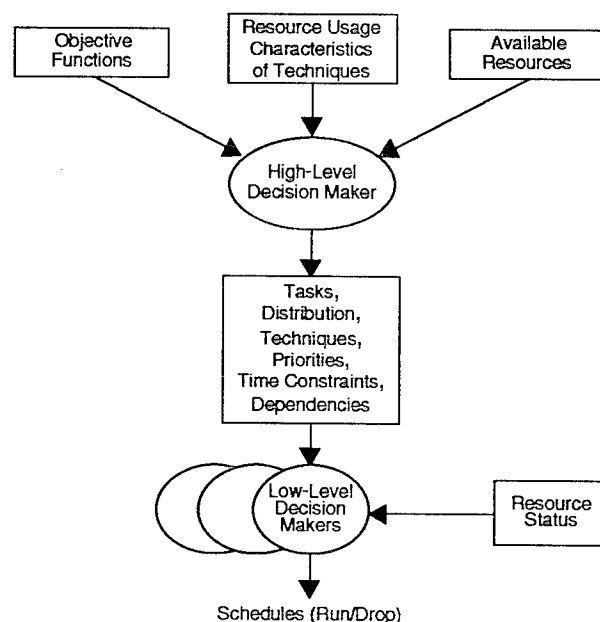 Objective
Functions
Resource Usage
Characteristics
of Techniques
Available
Resources
High-Level
Decision Maker
Tasks,
Distribution,
Techniques,
Priorities,
Time Constraints,
Dependencies
Low-Level
Decision
Makers
Resource
Status
Schedules (Run/Drop)